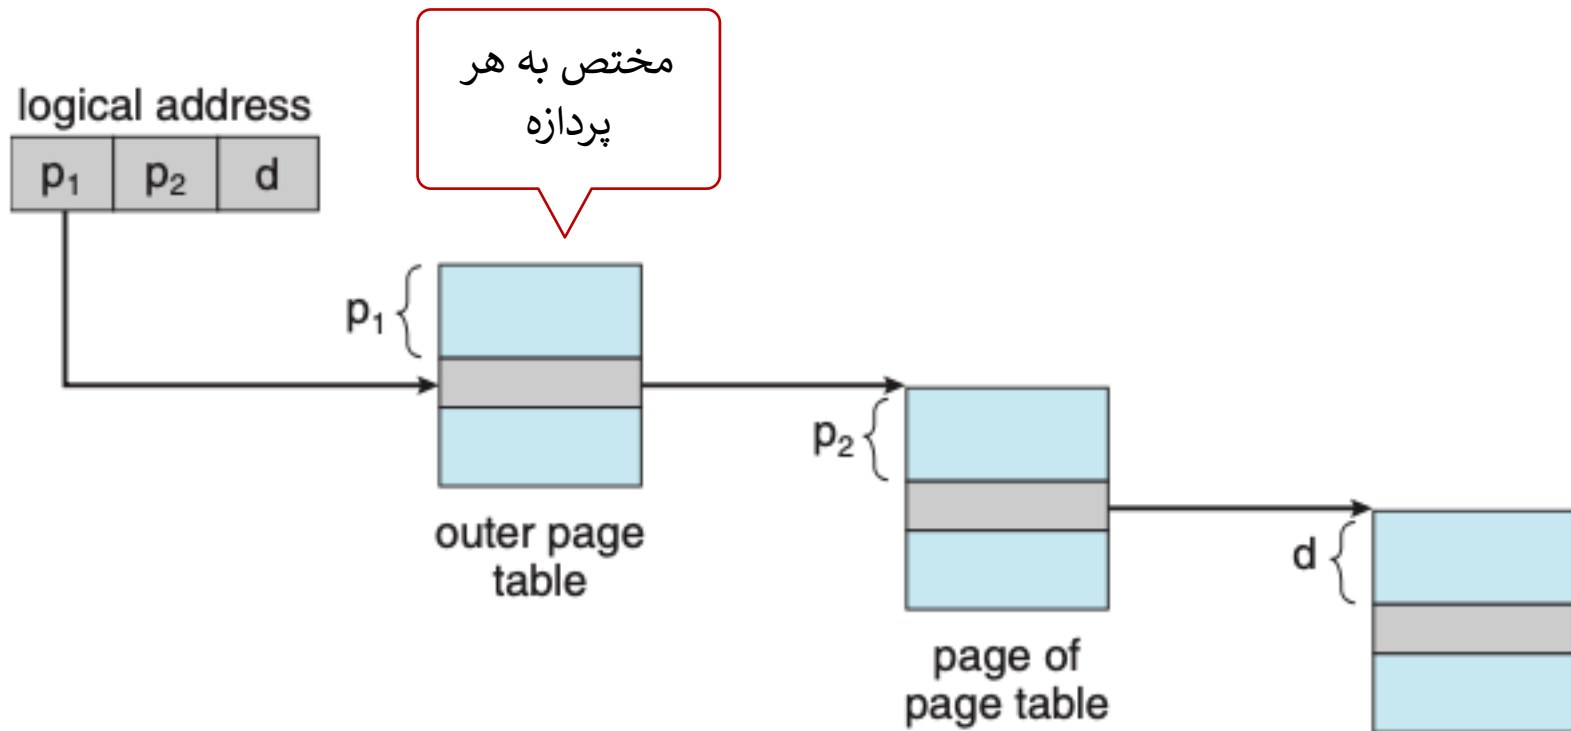 مختص به هر
پردازه
logical address
p₁ p₂ d
p₁
p₂
outer page
table
d
page of
page table